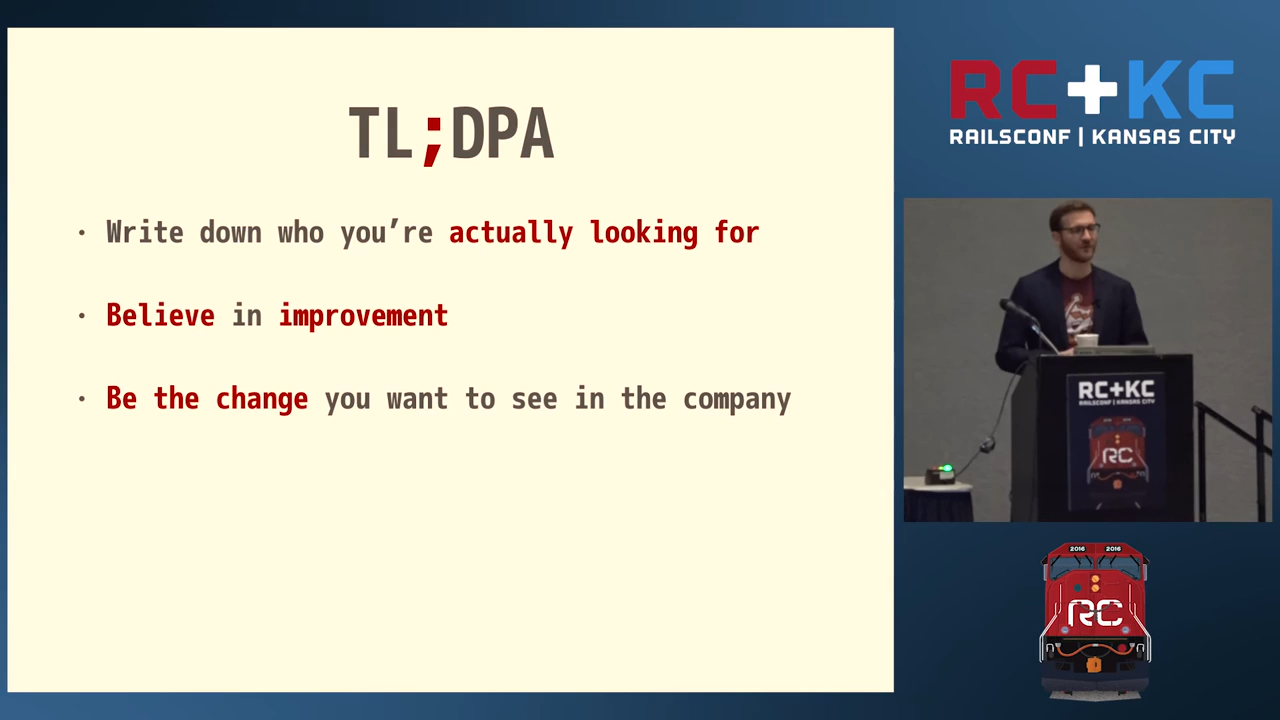 TL;DPA
· Write down who you’re actually looking for
· Believe in improvement
· Be the change you want to see in the company
RC+KC
RAILSCONF | KANSAS CITY
RC+KC
RAILSCONF | KANSAS CITY
RC
2016 2016
RC